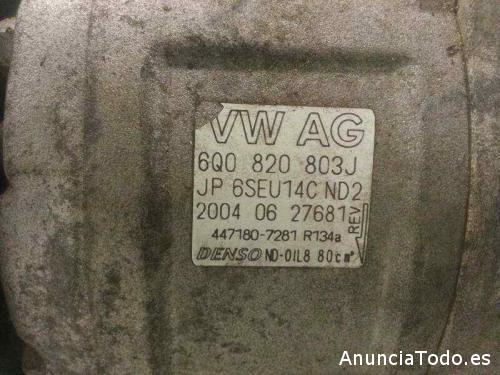 VW AG
6Q0 820 803J
JP 6SEU14C ND2
2004 06 27681
REV
447180-7281 R134a
DENSO ND-OIL8 80cm³
AnunciaTodo.es